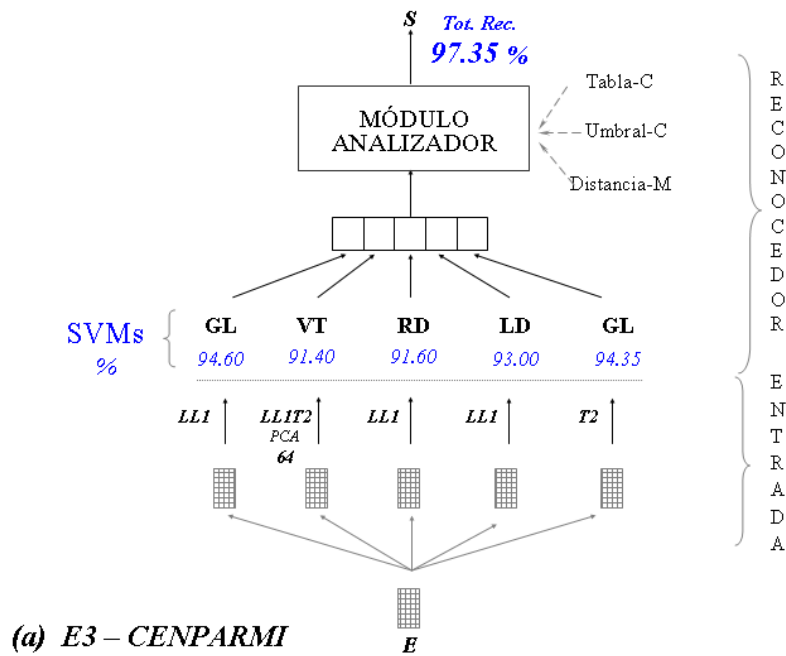 S
Tot. Rec.
97.35 %
MÓDULO
ANALIZADOR
Tabla-C
Umbral-C
Distancia-M
RECONOCEDOR
SVMs
%
GL VT RD LD GL
94.60 91.40 91.60 93.00 94.35
LL1 LL1T2 LL1 LL1 T2
PCA
64
ENTRADA
E
(a) E3 – CENPARMI